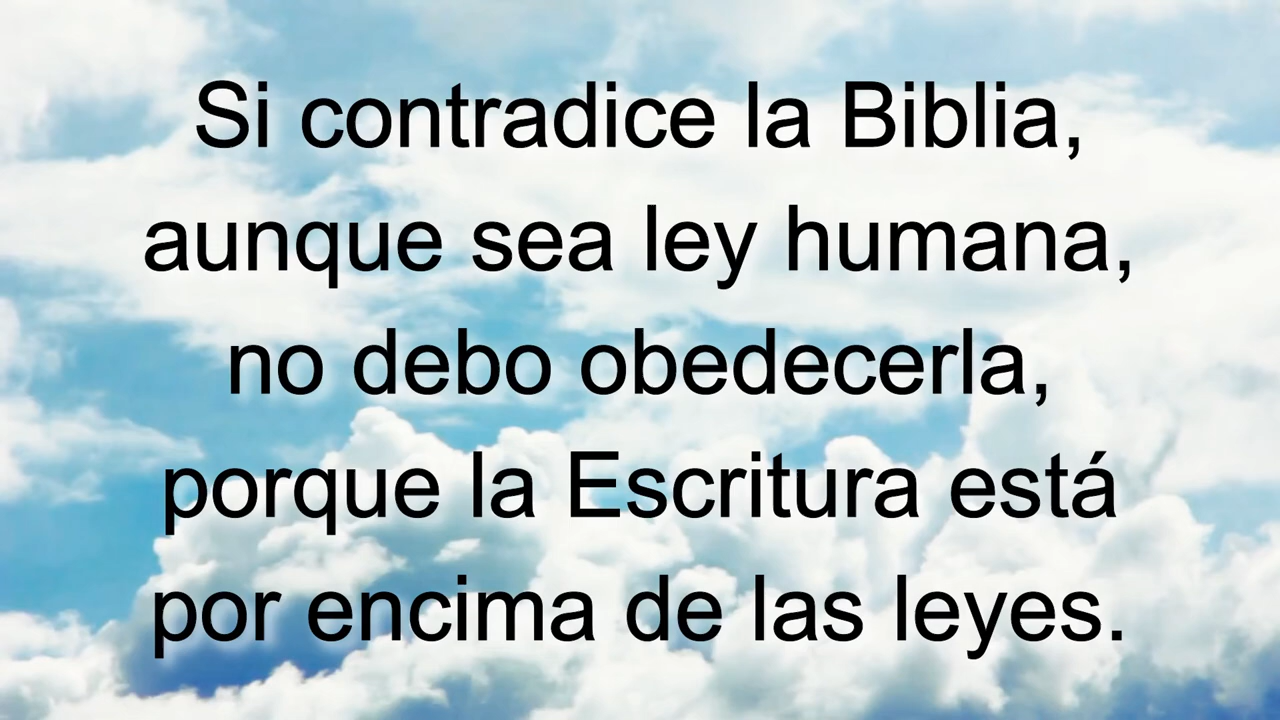 Si contradice la Biblia,
aunque sea ley humana,
no debo obedecerla,
porque la Escritura está
por encima de las leyes.